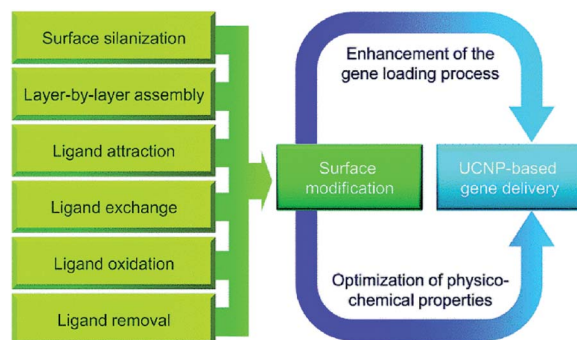 Surface silanization
Layer-by-layer assembly
Ligand attraction
Ligand exchange
Ligand oxidation
Ligand removal
Enhancement of the
gene loading process
Surface
modification
UCNP-based
gene delivery
Optimization of physico-
chemical properties